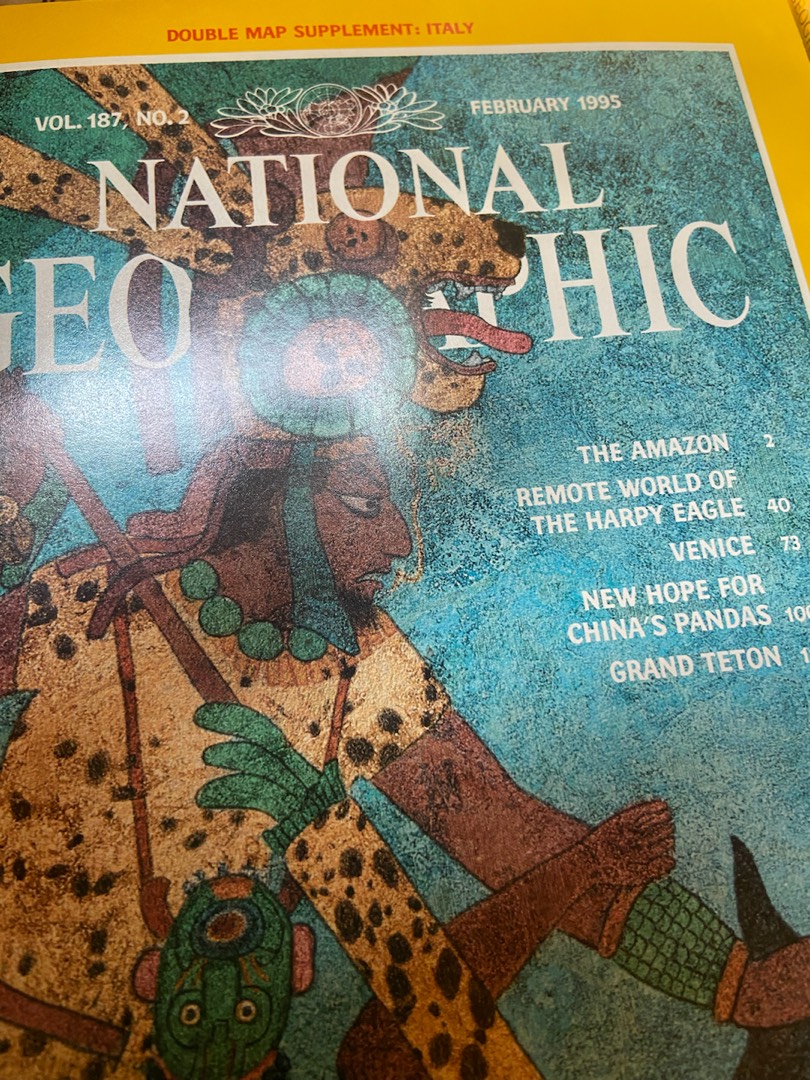 DOUBLE MAP SUPPLEMENT: ITALY
VOL. 187, NO. 2
FEBRUARY 1995
NATIONAL
GEOGRAPHIC
THE AMAZON 2
REMOTE WORLD OF
THE HARPY EAGLE 40
VENICE 73
NEW HOPE FOR
CHINA'S PANDAS
GRAND TETON